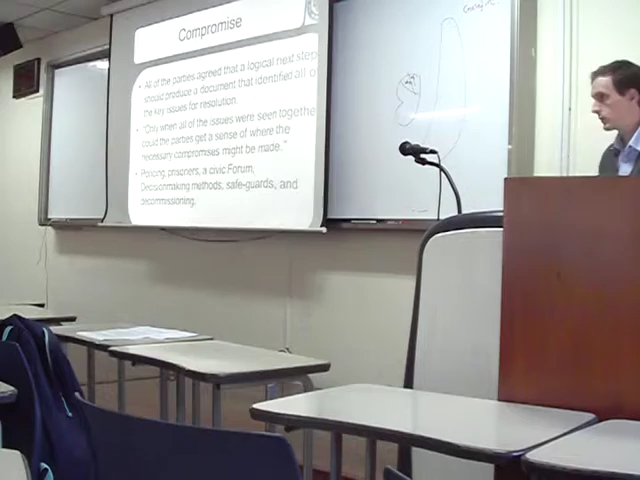 Compromise
• All of the parties agreed that a logical next step
should produce a document that identified all o
the key issues for resolution.
• "Only when all of the issues were seen togethe
could the parties get a sense of where the
necessary compromises might be made."
• Policing, prisoners, a civic Forum,
Decisionmaking methods, safe-guards, and
decommissioning.